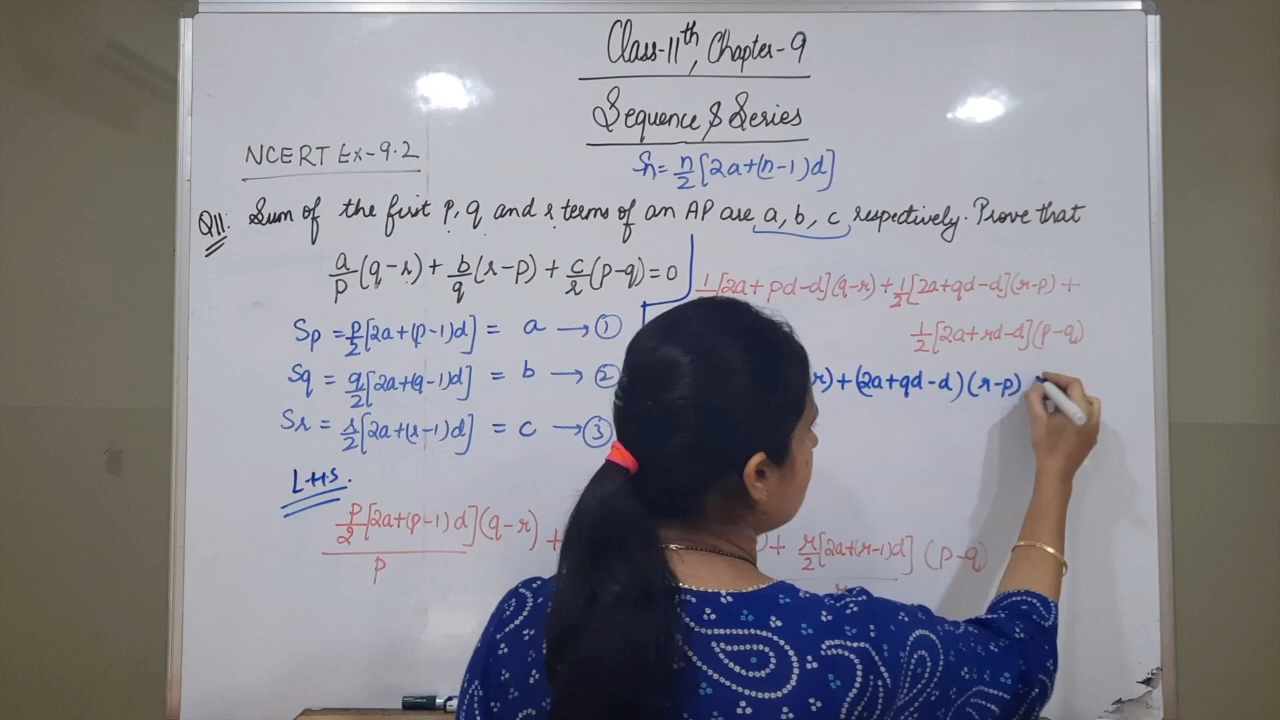 Class-11th, Chapter-9
Sequence & Series
NCERT Ex-9.2
Sn = n/2[2a+(n-1)d]
Q11. Sum of the first p, q and r terms of an AP are a, b, c respectively. Prove that
a/p(q-r) + b/q(r-p) + c/r(p-q) = 0
Sp = p/2[2a+(p-1)d] = a → ①
Sq = q/2[2a+(q-1)d] = b → ②
Sr = r/2[2a+(r-1)d] = c → ③
L.H.S.
p/2[2a+(p-1)d](q-r) +
p
+ r/2[2a+(r-1)d] (p-q)
1/2[2a+pd-d](q-r) + 1/2[2a+qd-d](r-p) +
1/2[2a+rd-d](p-q)
r) + (2a+qd-d)(r-p)